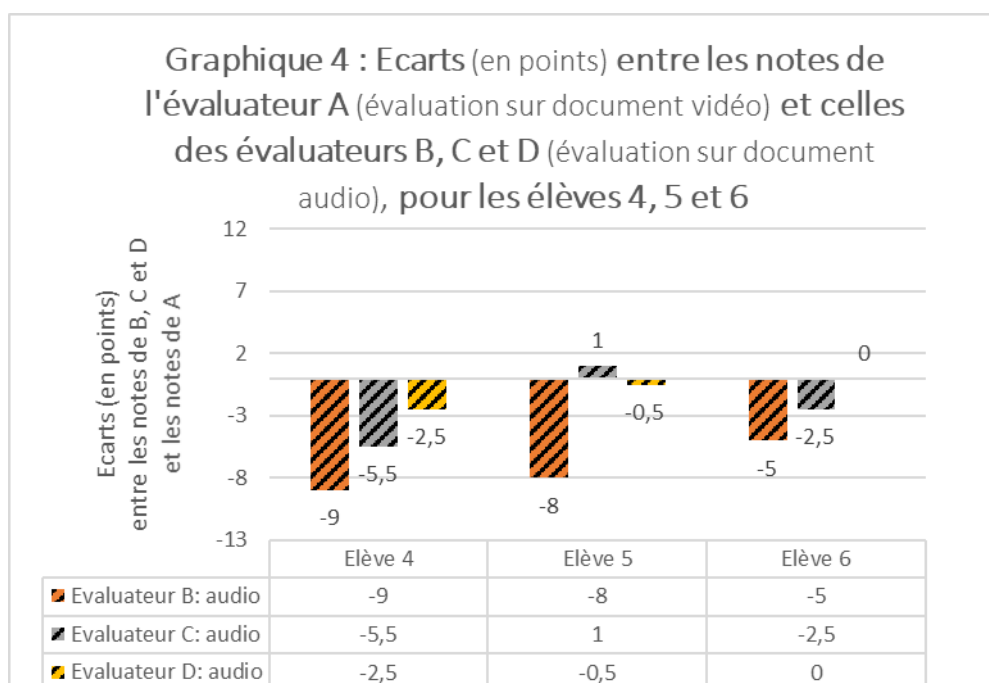 Graphique 4 : Ecarts (en points) entre les notes de
l'évaluateur A (évaluation sur document vidéo) et celles
des évaluateurs B, C et D (évaluation sur document
audio), pour les élèves 4, 5 et 6
Ecarts (en points)
entre les notes de B, C et D
et les notes de A
12
7
2
-3
-8
-13
-9
-5,5
-2,5
-8
1
-0,5
-5
-2,5
0
Elève 4 Elève 5 Elève 6
Evaluateur B: audio -9 -8 -5
Evaluateur C: audio -5,5 1 -2,5
Evaluateur D: audio -2,5 -0,5 0